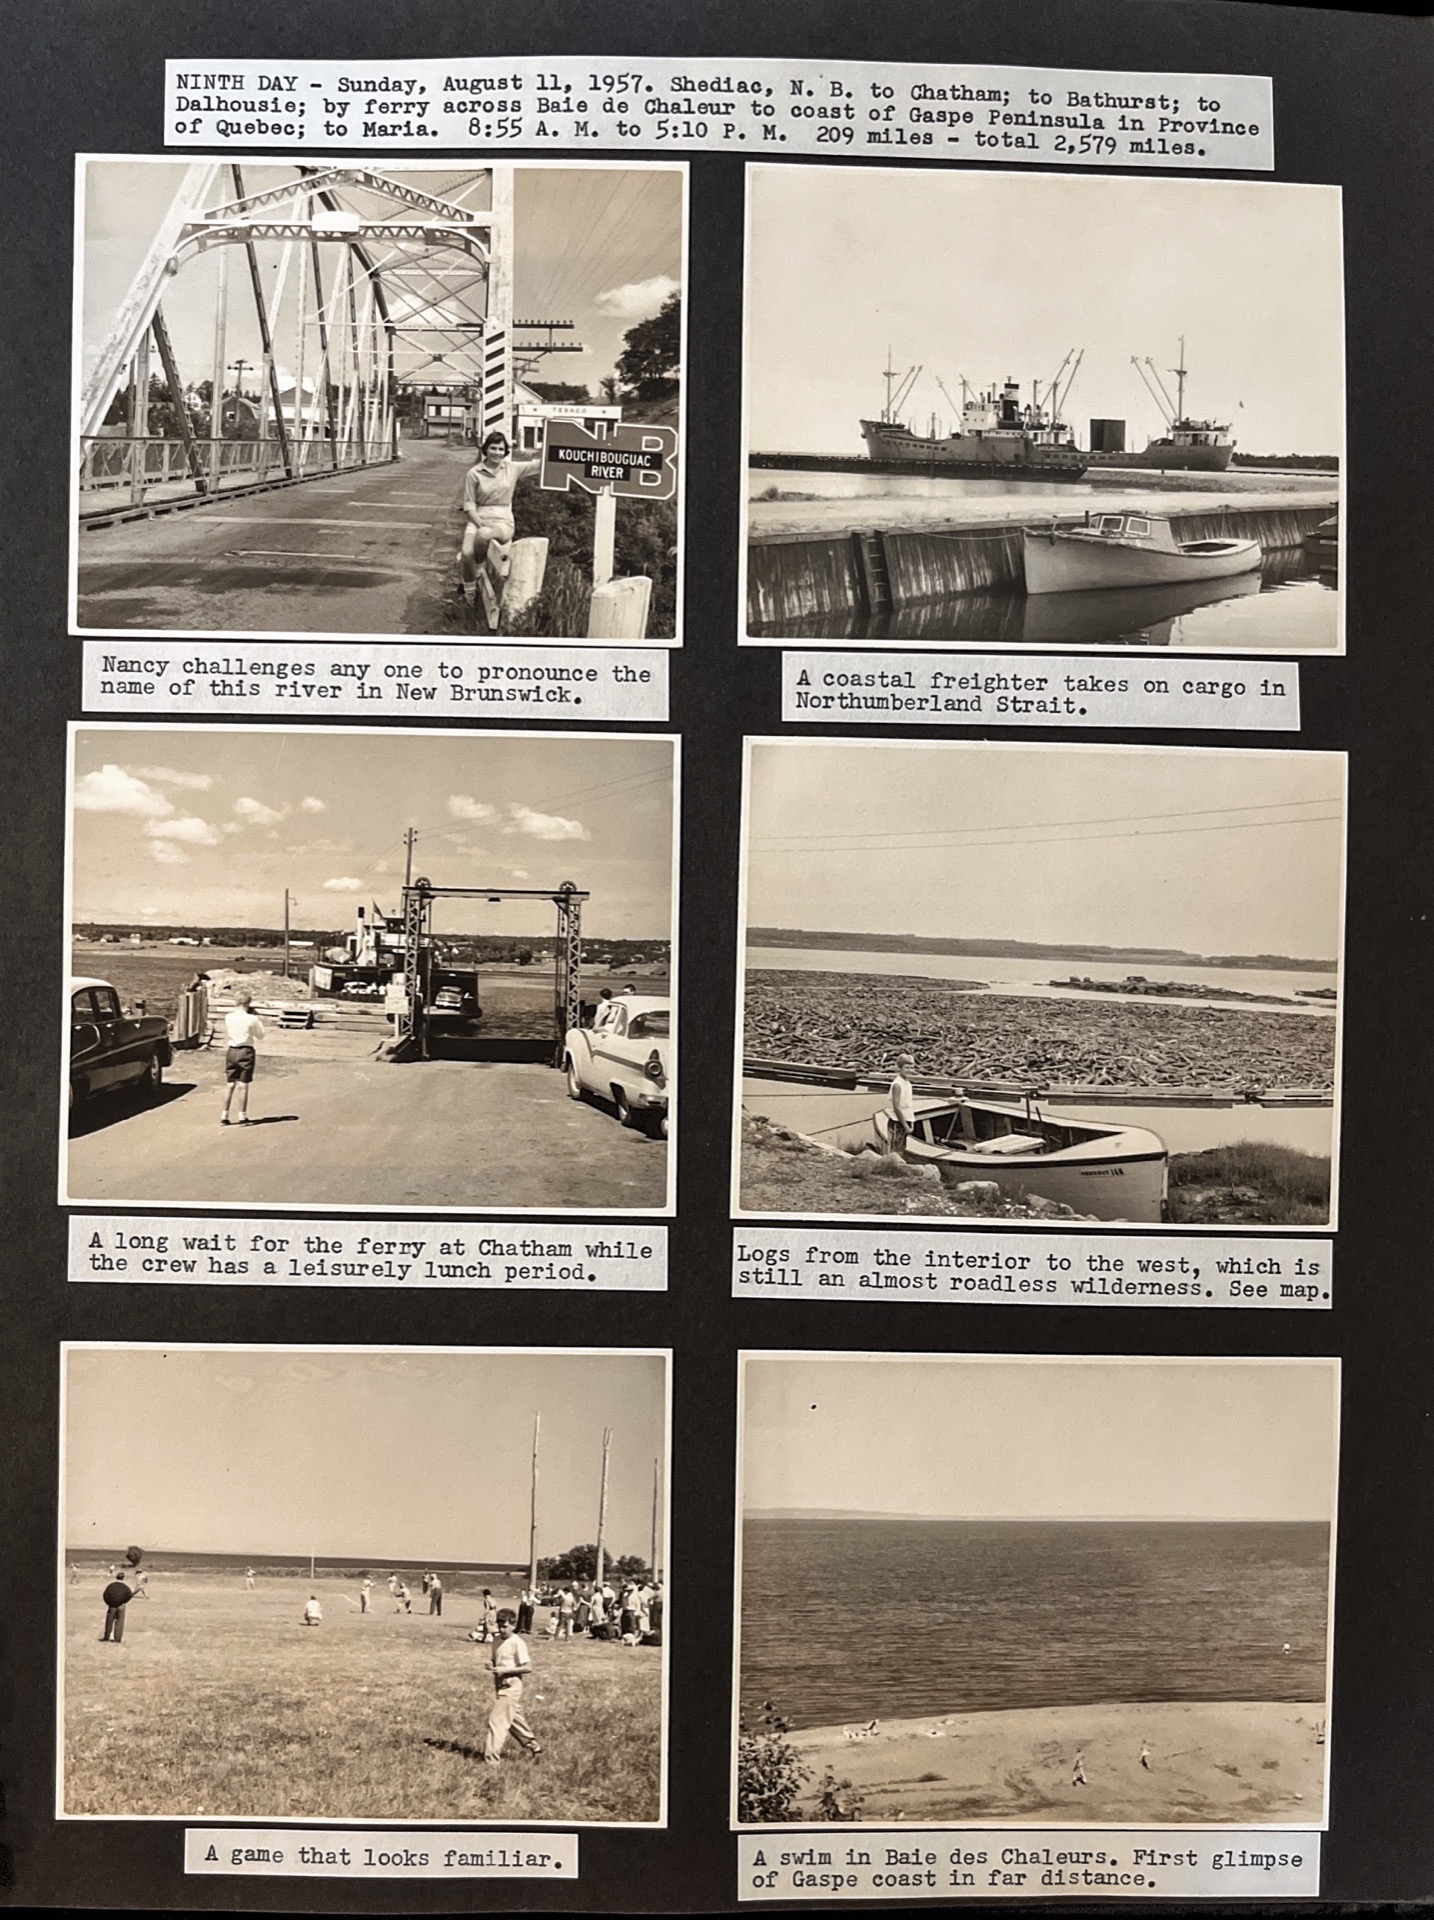 NINTH DAY - Sunday, August 11, 1957. Shediac, N. B. to Chatham; to Bathurst; to
Dalhousie; by ferry across Baie de Chaleur to coast of Gaspe Peninsula in Province
of Quebec; to Maria. 8:55 A. M. to 5:10 P. M. 209 miles - total 2,579 miles.
TEXACO
NB
KOUCHIBOUGUAC
RIVER
Nancy challenges any one to pronounce the
name of this river in New Brunswick.
A coastal freighter takes on cargo in
Northumberland Strait.
A long wait for the ferry at Chatham while
the crew has a leisurely lunch period.
Logs from the interior to the west, which is
still an almost roadless wilderness. See map.
A game that looks familiar.
A swim in Baie des Chaleurs. First glimpse
of Gaspe coast in far distance.